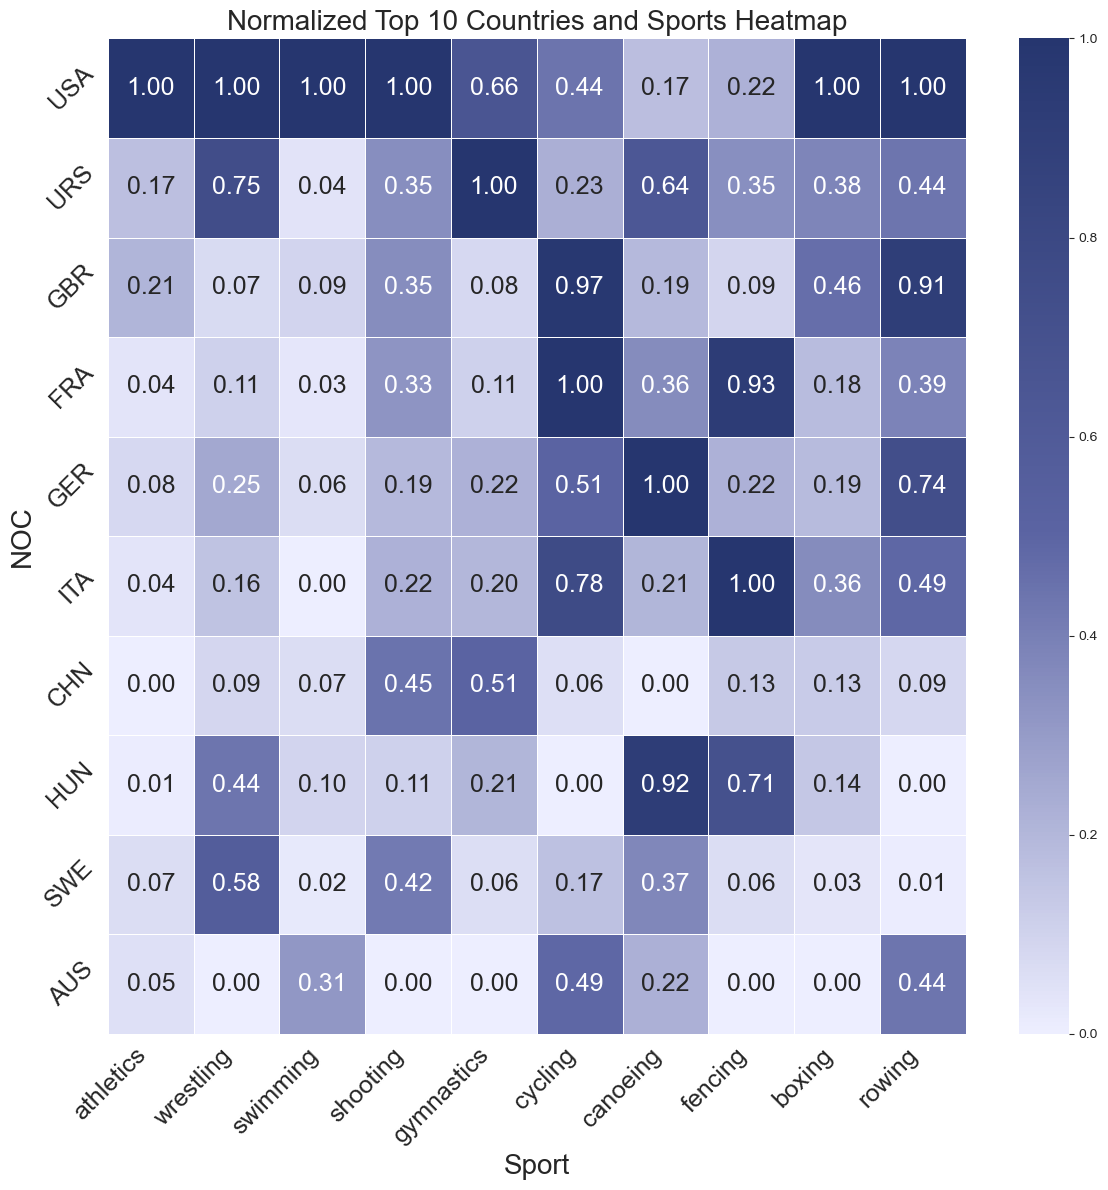 Normalized Top 10 Countries and Sports Heatmap
USA 1.00 1.00 1.00 1.00 0.66 0.44 0.17 0.22 1.00 1.00
URS 0.17 0.75 0.04 0.35 1.00 0.23 0.64 0.35 0.38 0.44
GBR 0.21 0.07 0.09 0.35 0.08 0.97 0.19 0.09 0.46 0.91
FRA 0.04 0.11 0.03 0.33 0.11 1.00 0.36 0.93 0.18 0.39
GER 0.08 0.25 0.06 0.19 0.22 0.51 1.00 0.22 0.19 0.74
ITA 0.04 0.16 0.00 0.22 0.20 0.78 0.21 1.00 0.36 0.49
CHN 0.00 0.09 0.07 0.45 0.51 0.06 0.00 0.13 0.13 0.09
HUN 0.01 0.44 0.10 0.11 0.21 0.00 0.92 0.71 0.14 0.00
SWE 0.07 0.58 0.02 0.42 0.06 0.17 0.37 0.06 0.03 0.01
AUS 0.05 0.00 0.31 0.00 0.00 0.49 0.22 0.00 0.00 0.44
athletics wrestling swimming shooting gymnastics cycling canoeing fencing boxing rowing
Sport
NOC
1.0
0.8
0.6
0.4
0.2
0.0